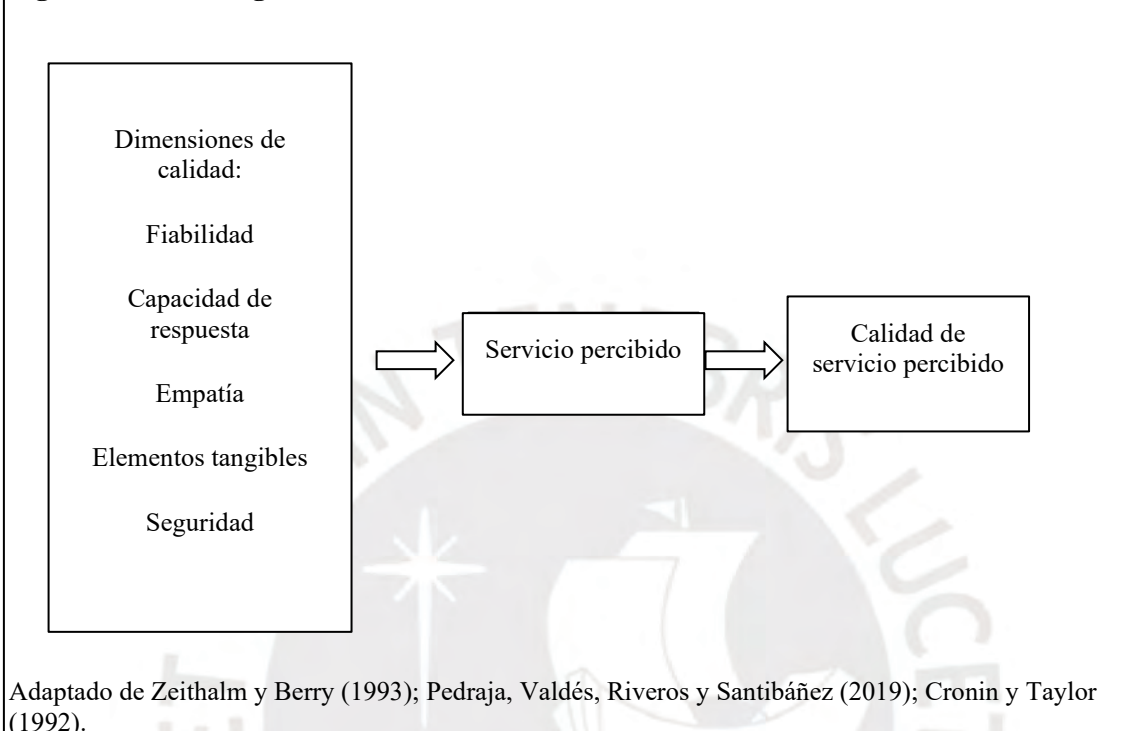 Dimensiones de
calidad:
Fiabilidad
Capacidad de
respuesta
Empatía
Elementos tangibles
Seguridad
Servicio percibido
Calidad de
servicio percibido
Adaptado de Zeithalm y Berry (1993); Pedraja, Valdés, Riveros y Santibáñez (2019); Cronin y Taylor
(1992).